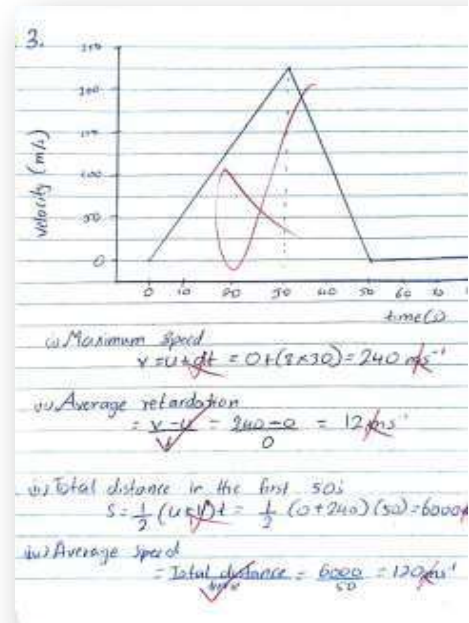 3.
velocity (m/s)
250
200
150
100
50
0
0 10 20 30 40 50 60 70
time(s)
(i) Maximum speed
v = u + at = 0 + (8 × 30) = 240 ms⁻¹
(ii) Average retardation
= v - u / t = 240 - 0 / 0 = 12 ms⁻¹
(iii) Total distance in the first 50s
S = 1/2 (u + v) t = 1/2 (0 + 240) (50) = 6000
(iv) Average speed
= Total distance / time = 6000 / 50 = 120 ms⁻¹